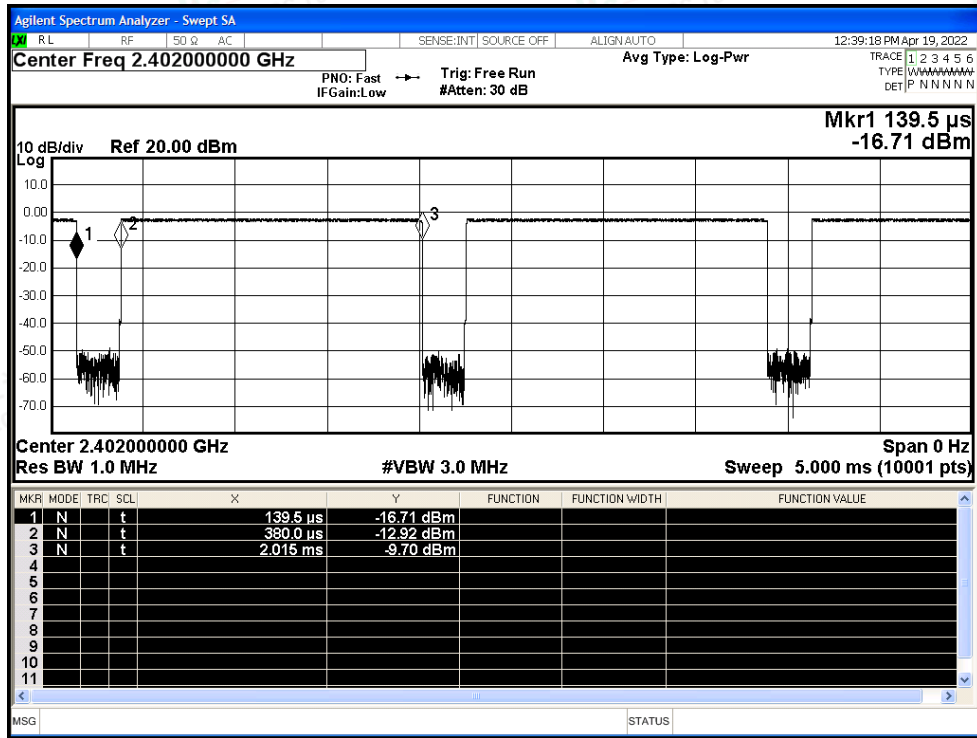 Agilent Spectrum Analyzer - Swept SA
LXI RL RF 50 Ω AC SENSE:INT SOURCE OFF ALIGN AUTO 12:39:18 PM Apr 19, 2022
Center Freq 2.402000000 GHz Avg Type: Log-Pwr TRACE 1 2 3 4 5 6
PNO: Fast Trig: Free Run TYPE W
IFGain:Low #Atten: 30 dB DET P N N N N N
Mkr1 139.5 µs
10 dB/div Ref 20.00 dBm -16.71 dBm
Log
10.0
0.00
1 2 3
-10.0
-20.0
-30.0
-40.0
-50.0
-60.0
-70.0
Center 2.402000000 GHz Span 0 Hz
Res BW 1.0 MHz #VBW 3.0 MHz Sweep 5.000 ms (10001 pts)
MKR MODE TRC SCL X Y FUNCTION FUNCTION WIDTH FUNCTION VALUE
1 N t 139.5 µs -16.71 dBm
2 N t 380.0 µs -12.92 dBm
3 N t 2.015 ms -9.70 dBm
4
5
6
7
8
9
10
11
MSG STATUS